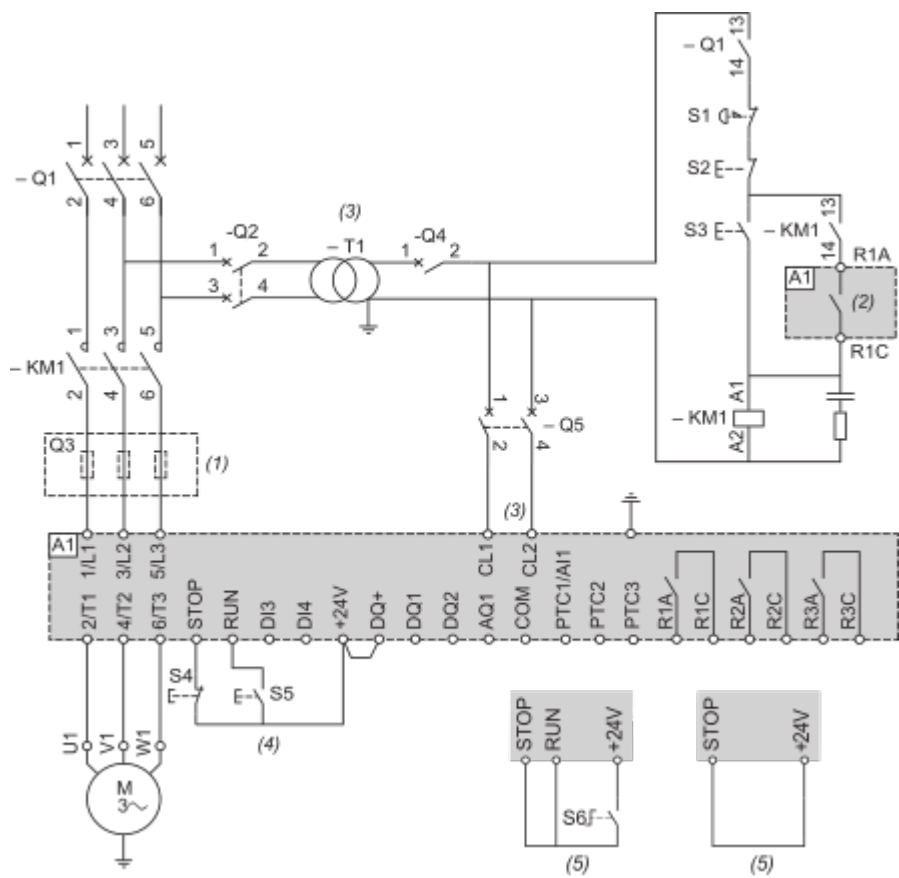 13
– Q1
14
S1
S2
S3
13
– KM1
14
R1A
A1
(2)
R1C
A1
– KM1
A2
1
3
5
– Q1
2
4
6
-Q2
1
2
3
4
(3)
– T1
-Q4
1
2
1
3
5
– KM1
2
4
6
Q3
(1)
1
3
– Q5
2
4
(3)
A1
1/L1
3/L2
5/L3
CL1
CL2
2/T1
4/T2
6/T3
STOP
RUN
DI3
DI4
+24V
DQ+
DQ1
DQ2
AQ1
COM
PTC1/AI1
PTC2
PTC3
R1A
R1C
R2A
R2C
R3A
R3C
S4
S5
(4)
U1
V1
W1
M
3
STOP
RUN
+24V
S6
(5)
STOP
+24V
(5)